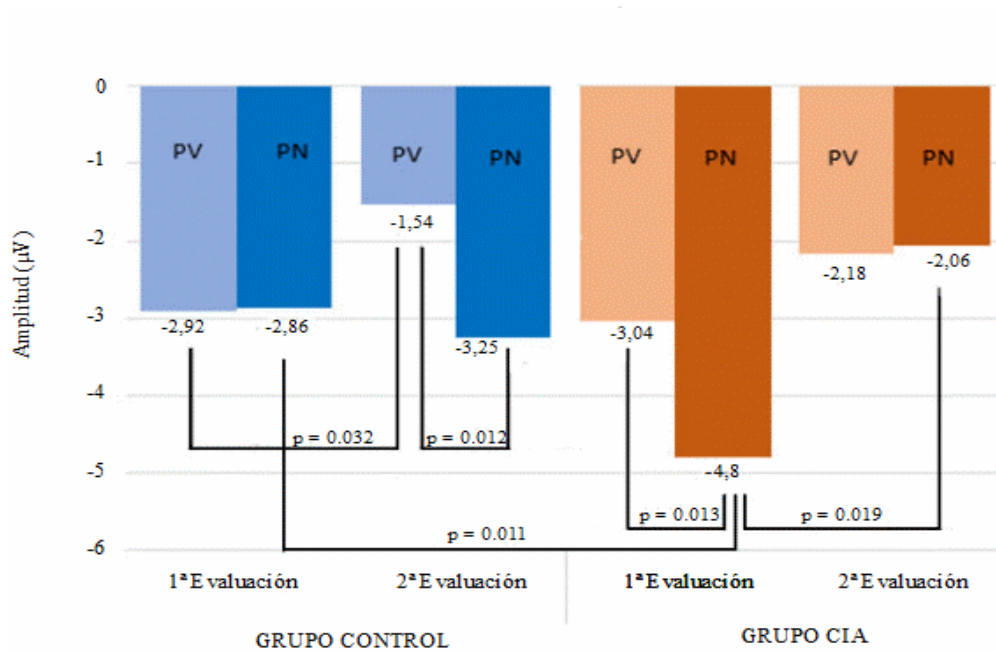 0
-1
-2
-3
-4
-5
-6
Amplitud (µV)
PV
PN
PV
PN
PV
PN
PV
PN
-2,92
-2,86
-1,54
-3,25
-3,04
-4,8
-2,18
-2,06
p = 0.032
p = 0.012
p = 0.013
p = 0.019
p = 0.011
1ª Evaluación
2ª Evaluación
1ª Evaluación
2ª Evaluación
GRUPO CONTROL
GRUPO CIA